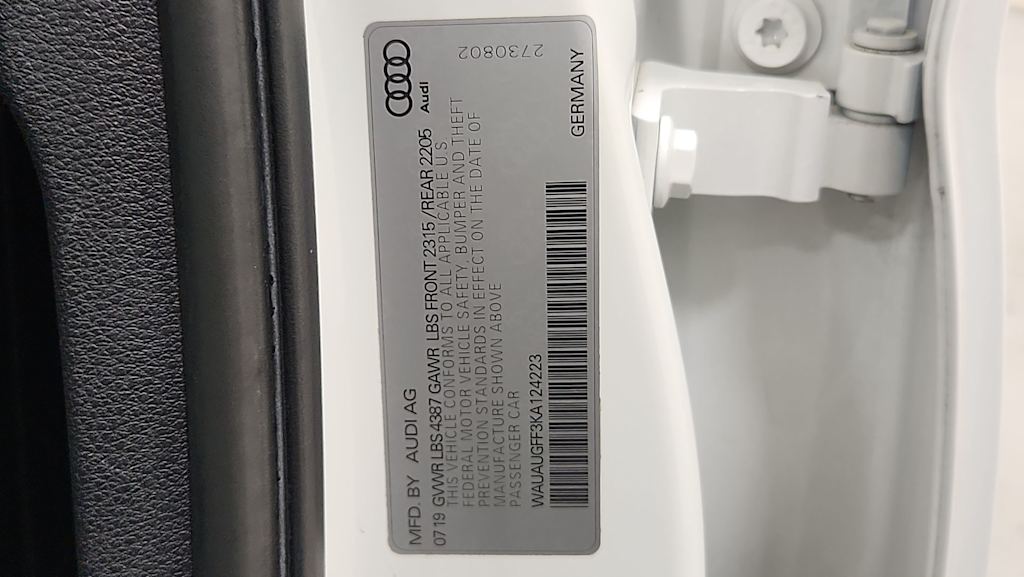 Audi
2730802
MFD. BY AUDI AG
07 19 GVWR LBS 4387 GAWR LBS FRONT 2315 / REAR 2205
THIS VEHICLE CONFORMS TO ALL APPLICABLE U.S.
FEDERAL MOTOR VEHICLE SAFETY, BUMPER AND THEFT
PREVENTION STANDARDS IN EFFECT ON THE DATE OF
MANUFACTURE SHOWN ABOVE
PASSENGER CAR
WAUAUGFF3KA124223
GERMANY